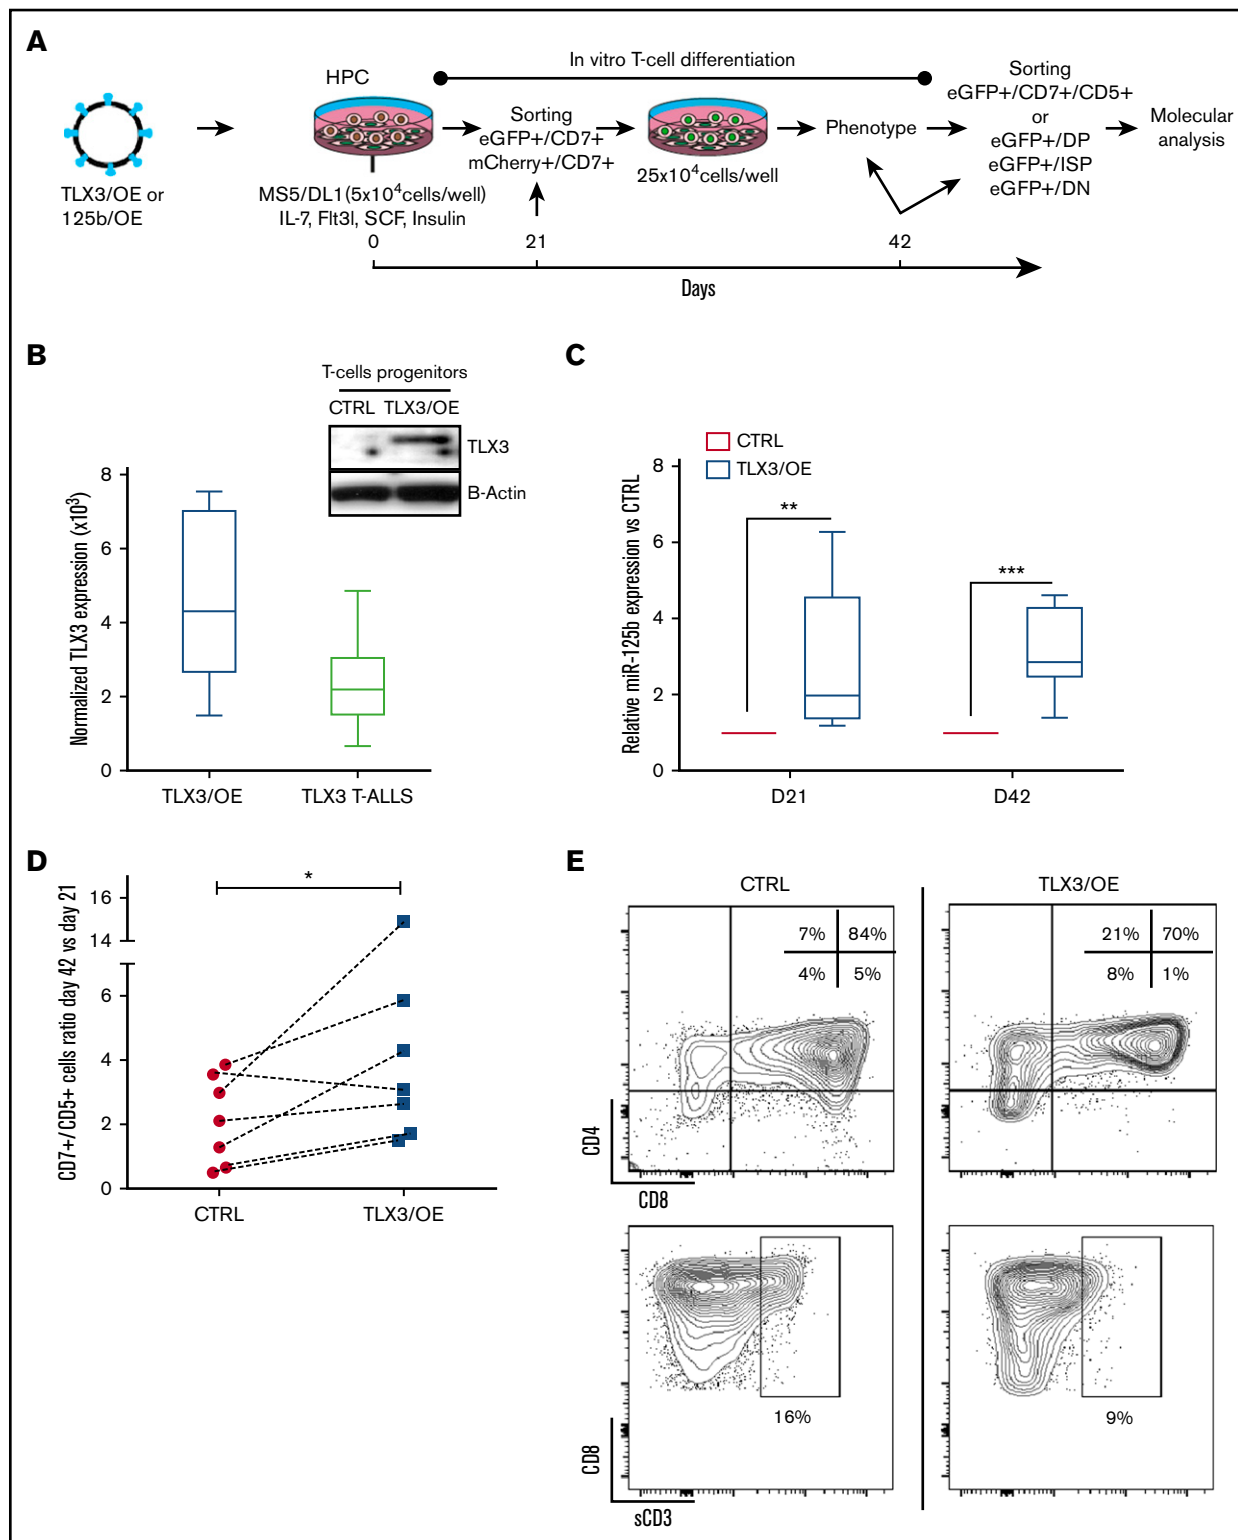 A
In vitro T-cell differentiation
HPC
Sorting
eGFP+/CD7+
mCherry+/CD7+
Phenotype
Sorting
eGFP+/CD7+/CD5+
or
eGFP+/DP
eGFP+/ISP
eGFP+/DN
Molecular
analysis
TLX3/OE or
125b/OE
MS5/DL1(5x10⁴cells/well)
IL-7, Flt3l, SCF, Insulin
25x10⁴cells/well
0
21
42
Days
B
T-cells progenitors
CTRL TLX3/OE
TLX3
B-Actin
Normalized TLX3 expression (x10³)
8
6
4
2
0
TLX3/OE
TLX3 T-ALLS
C
CTRL
TLX3/OE
Relative miR-125b expression vs CTRL
8
6
4
2
0
**
***
D21
D42
D
CD7+/CD5+ cells ratio day 42 vs day 21
16
14
6
4
2
0
*
CTRL
TLX3/OE
E
CTRL
TLX3/OE
7% 84%
4% 5%
21% 70%
8% 1%
CD4
CD8
16%
9%
CD8
sCD3